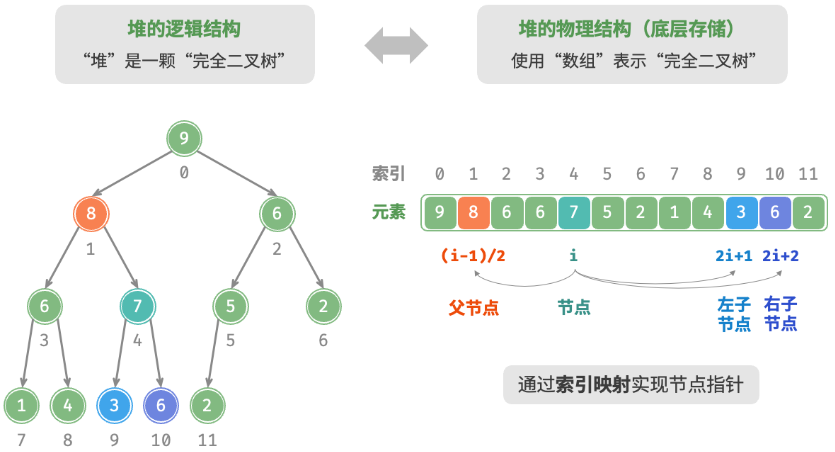 堆的逻辑结构
“堆”是一颗“完全二叉树”
堆的物理结构（底层存储）
使用“数组”表示“完全二叉树”
9
0
8
6
1
2
6
7
5
2
3
4
5
6
1
4
3
6
2
7
8
9
10
11
索引 0 1 2 3 4 5 6 7 8 9 10 11
元素 9 8 6 6 7 5 2 1 4 3 6 2
(i-1)/2
i
2i+1
2i+2
父节点
节点
左子
节点
右子
节点
通过索引映射实现节点指针